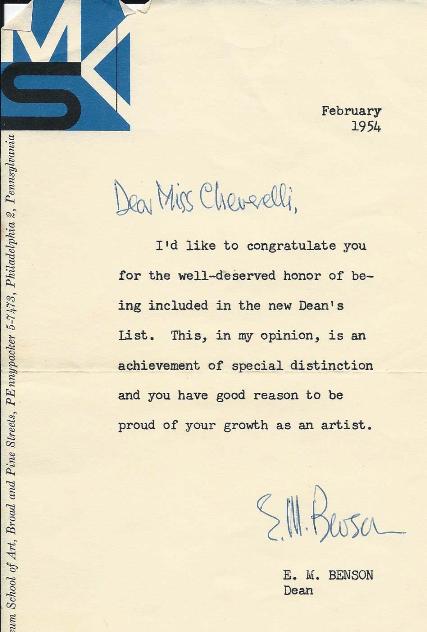 MKS
February
1954
Dear Miss Cheverelli,
I'd like to congratulate you
for the well-deserved honor of be-
ing included in the new Dean's
List. This, in my opinion, is an
achievement of special distinction
and you have good reason to be
proud of your growth as an artist.
E. M. Benson
E. M. BENSON
Dean
School of Art, Broad and Pine Streets, PEnnypacker 5-7473, Philadelphia 2, Pennsylvania